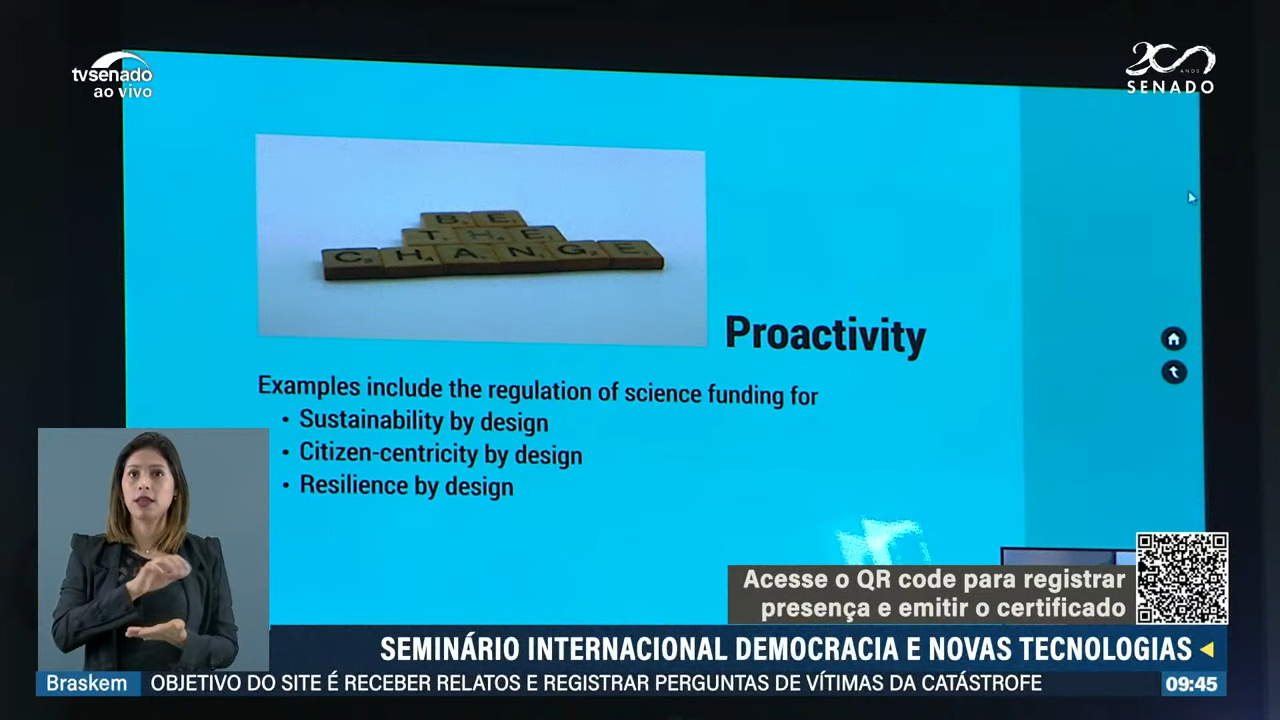 tvsenado
ao vivo
200
ANOS
SENADO
BE
THE
CHANGE
Proactivity
Examples include the regulation of science funding for
• Sustainability by design
• Citizen-centricity by design
• Resilience by design
Acesse o QR code para registrar
presença e emitir o certificado
SEMINÁRIO INTERNACIONAL DEMOCRACIA E NOVAS TECNOLOGIAS
Braskem OBJETIVO DO SITE É RECEBER RELATOS E REGISTRAR PERGUNTAS DE VÍTIMAS DA CATÁSTROFE 09:45